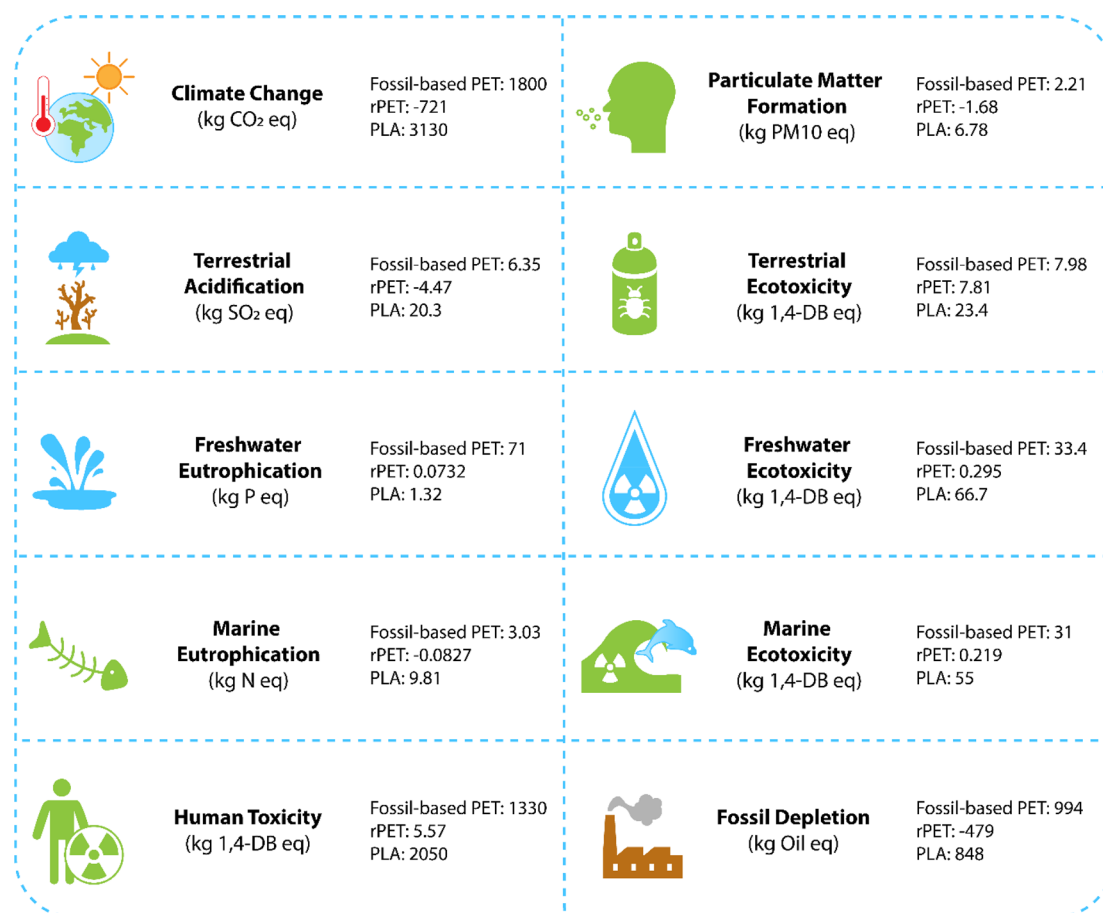 Climate Change
(kg CO₂ eq)
Fossil-based PET: 1800
rPET: -721
PLA: 3130
Particulate Matter
Formation
(kg PM10 eq)
Fossil-based PET: 2.21
rPET: -1.68
PLA: 6.78
Terrestrial
Acidification
(kg SO₂ eq)
Fossil-based PET: 6.35
rPET: -4.47
PLA: 20.3
Terrestrial
Ecotoxicity
(kg 1,4-DB eq)
Fossil-based PET: 7.98
rPET: 7.81
PLA: 23.4
Freshwater
Eutrophication
(kg P eq)
Fossil-based PET: 71
rPET: 0.0732
PLA: 1.32
Freshwater
Ecotoxicity
(kg 1,4-DB eq)
Fossil-based PET: 33.4
rPET: 0.295
PLA: 66.7
Marine
Eutrophication
(kg N eq)
Fossil-based PET: 3.03
rPET: -0.0827
PLA: 9.81
Marine
Ecotoxicity
(kg 1,4-DB eq)
Fossil-based PET: 31
rPET: 0.219
PLA: 55
Human Toxicity
(kg 1,4-DB eq)
Fossil-based PET: 1330
rPET: 5.57
PLA: 2050
Fossil Depletion
(kg Oil eq)
Fossil-based PET: 994
rPET: -479
PLA: 848